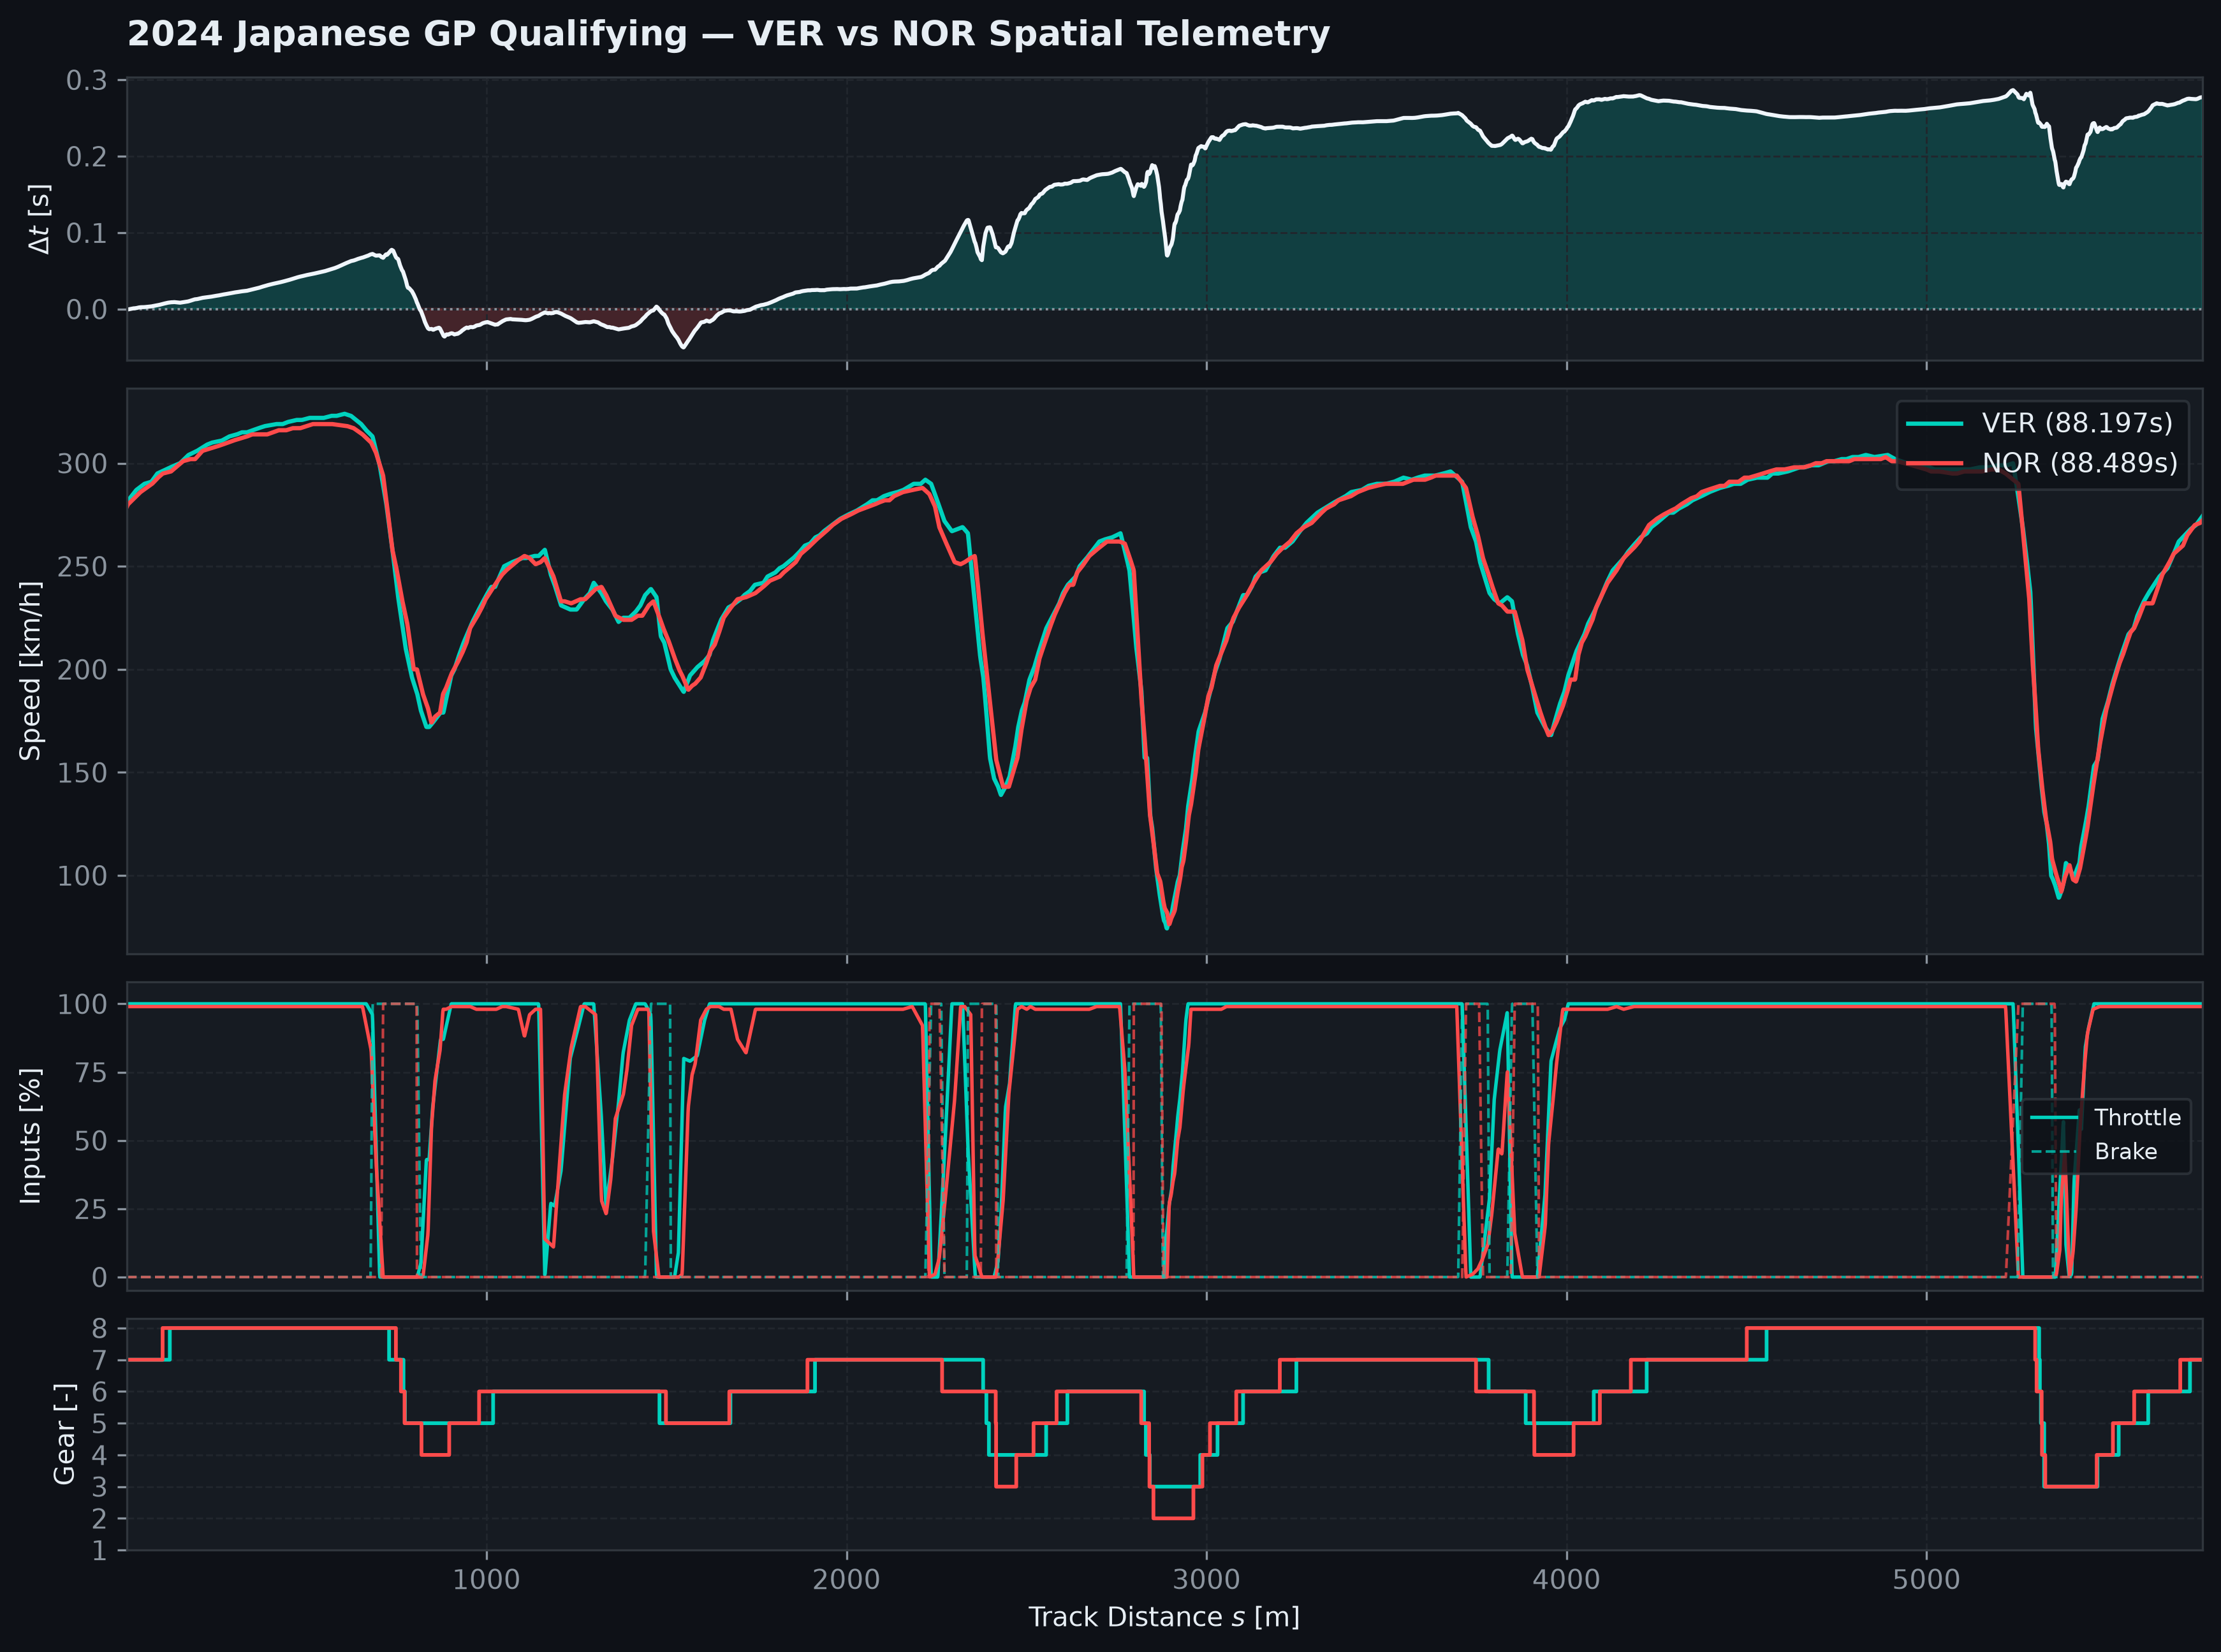 2024 Japanese GP Qualifying — VER vs NOR Spatial Telemetry
0.3
0.2
0.1
0.0
Δt [s]
300
250
200
150
100
Speed [km/h]
VER (88.197s)
NOR (88.489s)
100
75
50
25
0
Inputs [%]
Throttle
Brake
8
7
6
5
4
3
2
1
Gear [-]
1000 2000 3000 4000 5000
Track Distance s [m]